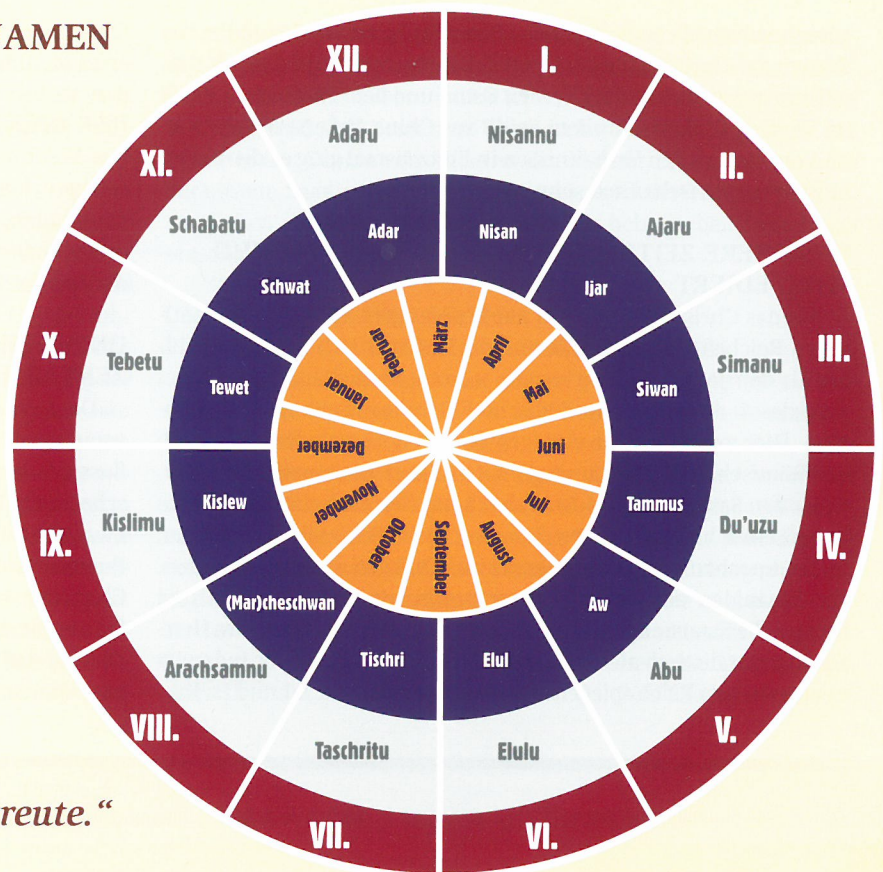 NAMEN
I.
II.
III.
IV.
V.
VI.
VII.
VIII.
IX.
X.
XI.
XII.
Nisannu
Ajaru
Simanu
Du'uzu
Abu
Elulu
Taschritu
Arachsamnu
Kislimu
Tebetu
Schabatu
Adaru
Nisan
Ijar
Siwan
Tammus
Aw
Elul
Tischri
(Mar)cheschwan
Kislew
Tewet
Schwat
Adar
März
April
Mai
Juni
Juli
August
September
Oktober
November
Dezember
Januar
Februar
reute.“